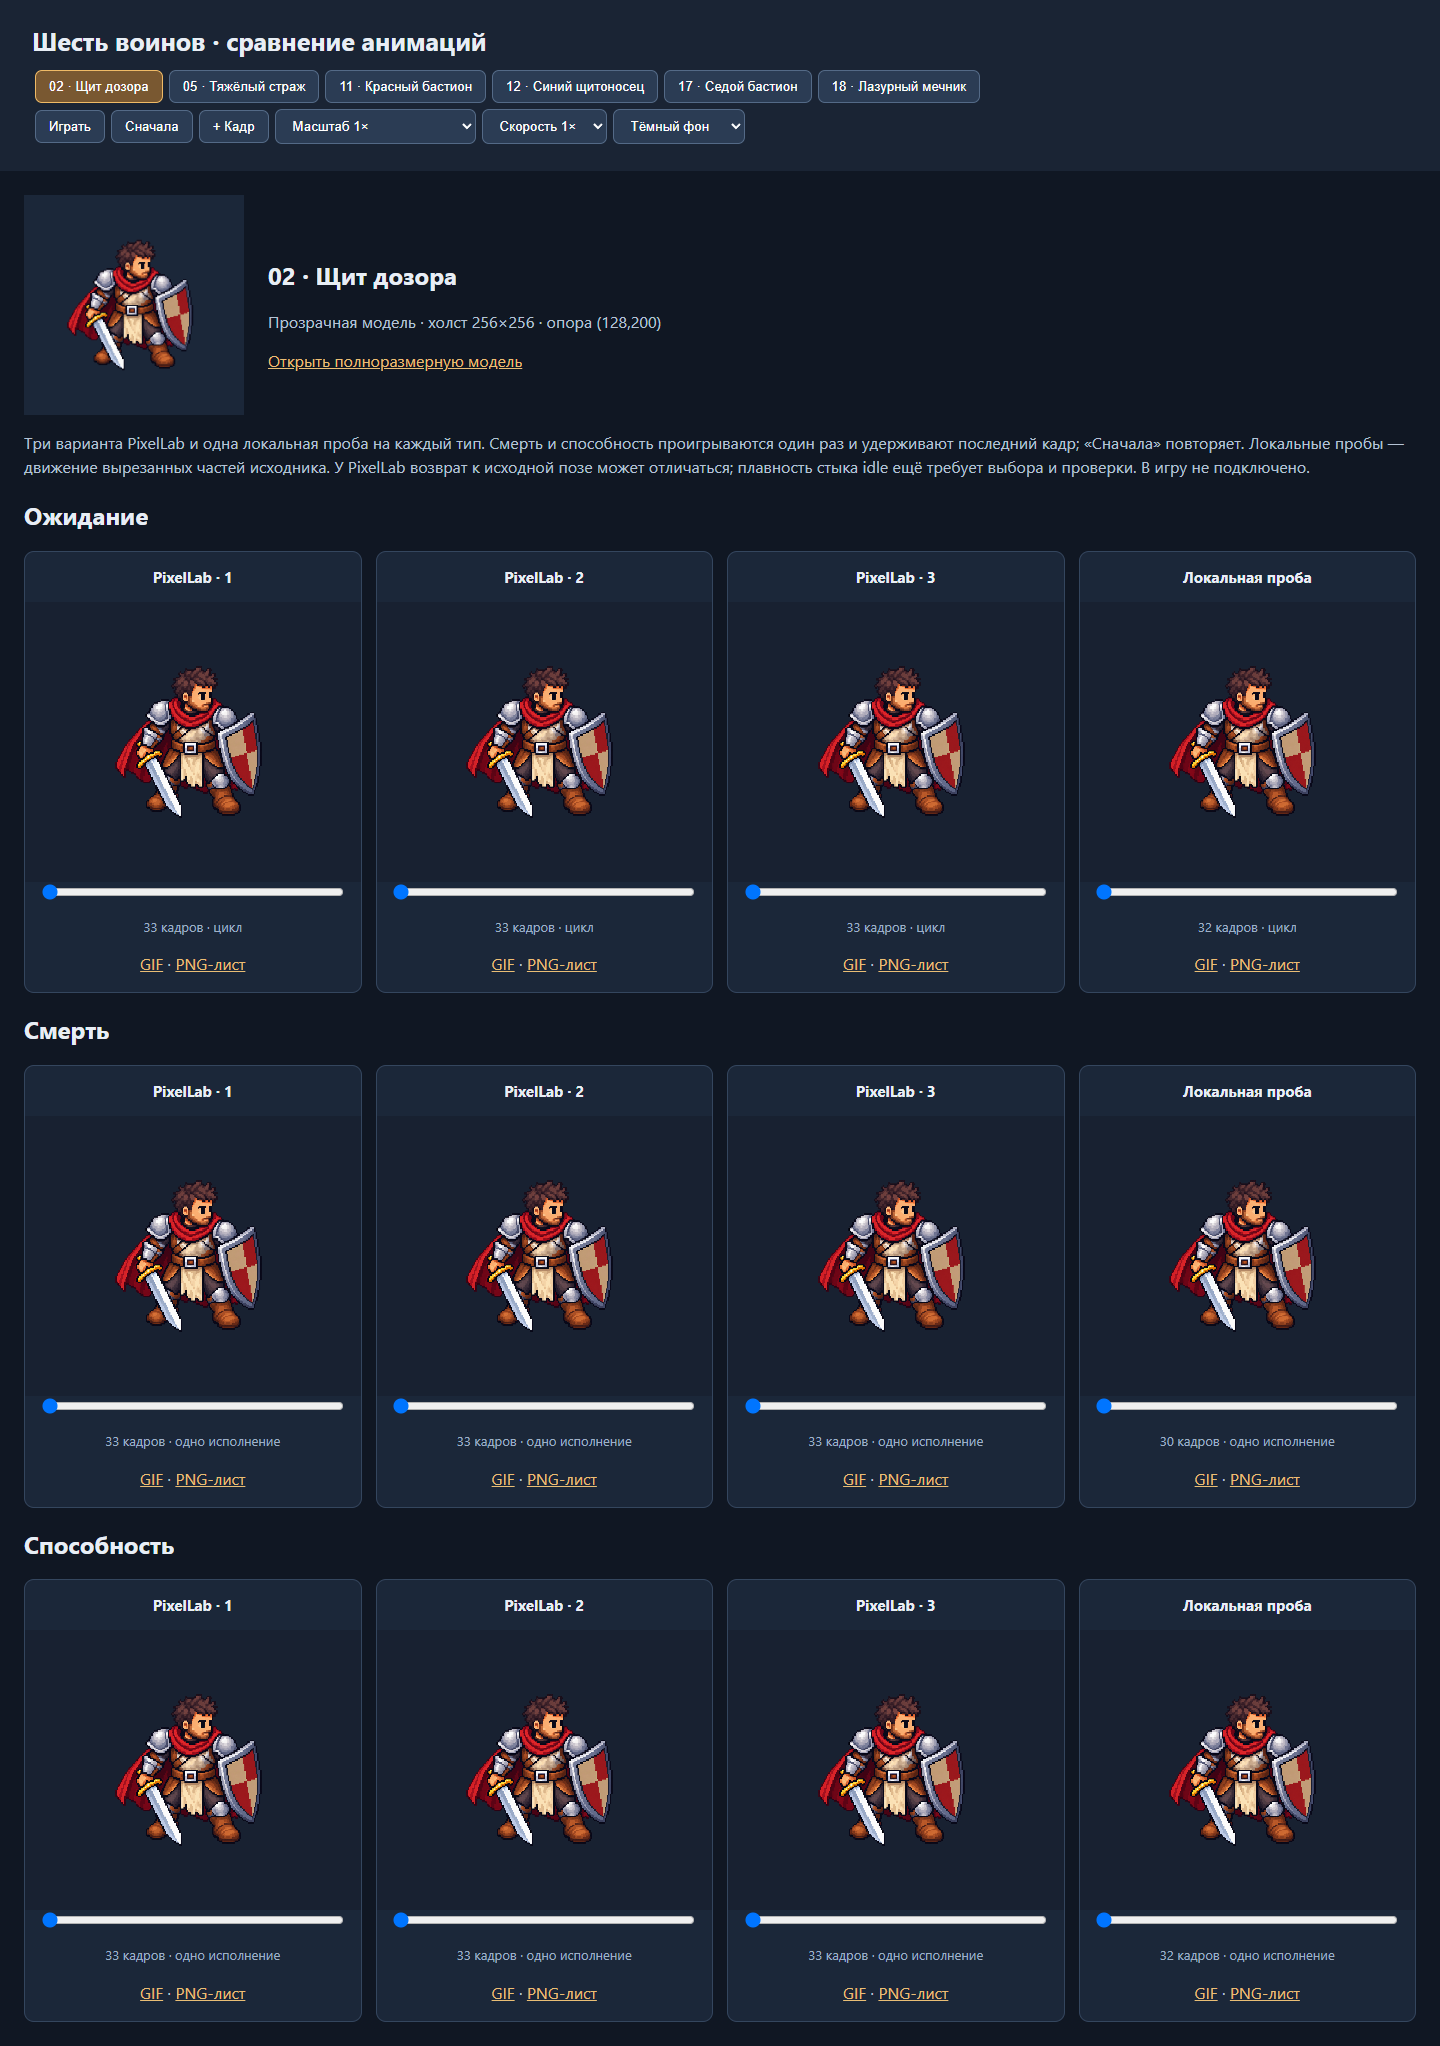 Шесть воинов · сравнение анимаций
02 · Щит дозора 05 · Тяжёлый страж 11 · Красный бастион 12 · Синий щитоносец 17 · Седой бастион 18 · Лазурный мечник
Играть Сначала + Кадр Масштаб 1× Скорость 1× Тёмный фон
02 · Щит дозора
Прозрачная модель · холст 256×256 · опора (128,200)
Открыть полноразмерную модель
Три варианта PixelLab и одна локальная проба на каждый тип. Смерть и способность проигрываются один раз и удерживают последний кадр; «Сначала» повторяет. Локальные пробы —
движение вырезанных частей исходника. У PixelLab возврат к исходной позе может отличаться; плавность стыка idle ещё требует выбора и проверки. В игру не подключено.
Ожидание
PixelLab · 1 PixelLab · 2 PixelLab · 3 Локальная проба
33 кадров · цикл 33 кадров · цикл 33 кадров · цикл 32 кадров · цикл
GIF · PNG-лист GIF · PNG-лист GIF · PNG-лист GIF · PNG-лист
Смерть
PixelLab · 1 PixelLab · 2 PixelLab · 3 Локальная проба
33 кадров · одно исполнение 33 кадров · одно исполнение 33 кадров · одно исполнение 30 кадров · одно исполнение
GIF · PNG-лист GIF · PNG-лист GIF · PNG-лист GIF · PNG-лист
Способность
PixelLab · 1 PixelLab · 2 PixelLab · 3 Локальная проба
33 кадров · одно исполнение 33 кадров · одно исполнение 33 кадров · одно исполнение 32 кадров · одно исполнение
GIF · PNG-лист GIF · PNG-лист GIF · PNG-лист GIF · PNG-лист